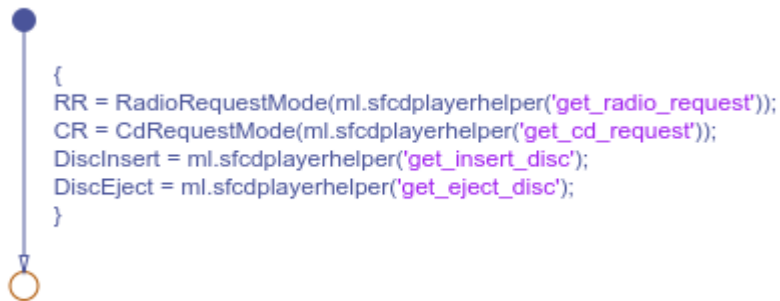 {
RR = RadioRequestMode(ml.sfcdplayerhelper('get_radio_request'));
CR = CdRequestMode(ml.sfcdplayerhelper('get_cd_request'));
DiscInsert = ml.sfcdplayerhelper('get_insert_disc');
DiscEject = ml.sfcdplayerhelper('get_eject_disc');
}